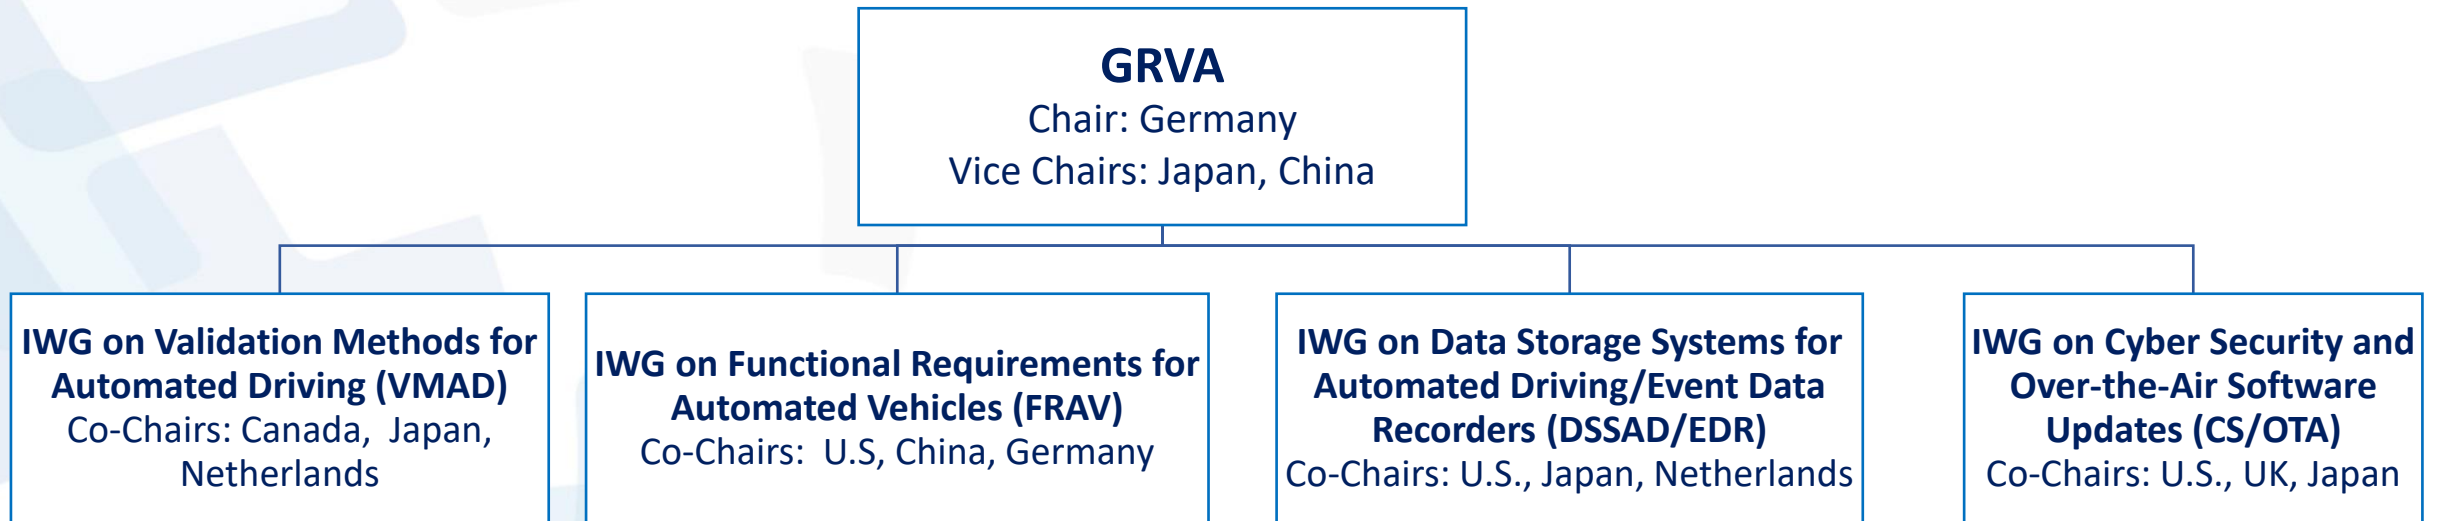 GRVA
Chair: Germany
Vice Chairs: Japan, China
IWG on Validation Methods for
Automated Driving (VMAD)
Co-Chairs: Canada, Japan,
Netherlands
IWG on Functional Requirements for
Automated Vehicles (FRAV)
Co-Chairs: U.S, China, Germany
IWG on Data Storage Systems for
Automated Driving/Event Data
Recorders (DSSAD/EDR)
Co-Chairs: U.S., Japan, Netherlands
IWG on Cyber Security and
Over-the-Air Software
Updates (CS/OTA)
Co-Chairs: U.S., UK, Japan